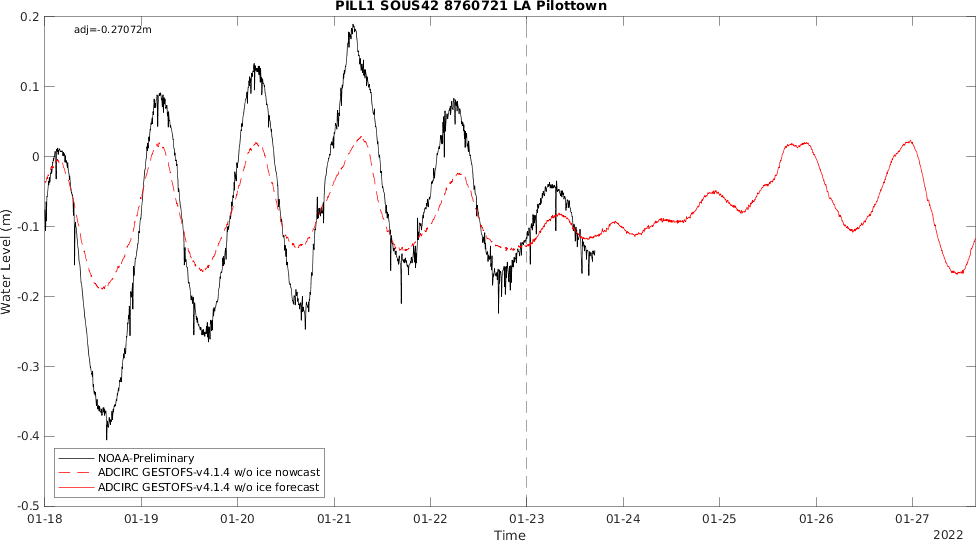 PILL1 SOUS42 8760721 LA Pilottown
adj=-0.27072m
0.2
0.1
0
-0.1
-0.2
-0.3
-0.4
-0.5
Water Level (m)
NOAA-Preliminary
ADCIRC GESTOFS-v4.1.4 w/o ice nowcast
ADCIRC GESTOFS-v4.1.4 w/o ice forecast
01-18 01-19 01-20 01-21 01-22 01-23 01-24 01-25 01-26 01-27
Time
2022